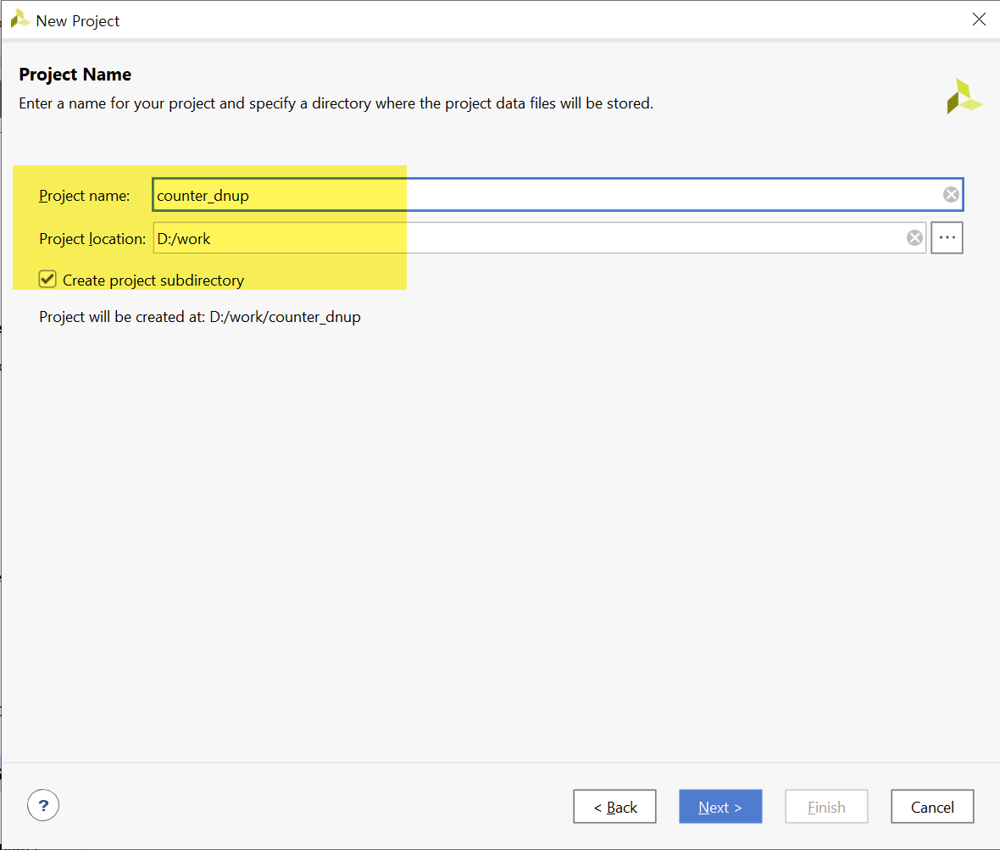 New Project
Project Name
Enter a name for your project and specify a directory where the project data files will be stored.
Project name: counter_dnup
Project location: D:/work ...
Create project subdirectory
Project will be created at: D:/work/counter_dnup
? < Back Next > Finish Cancel